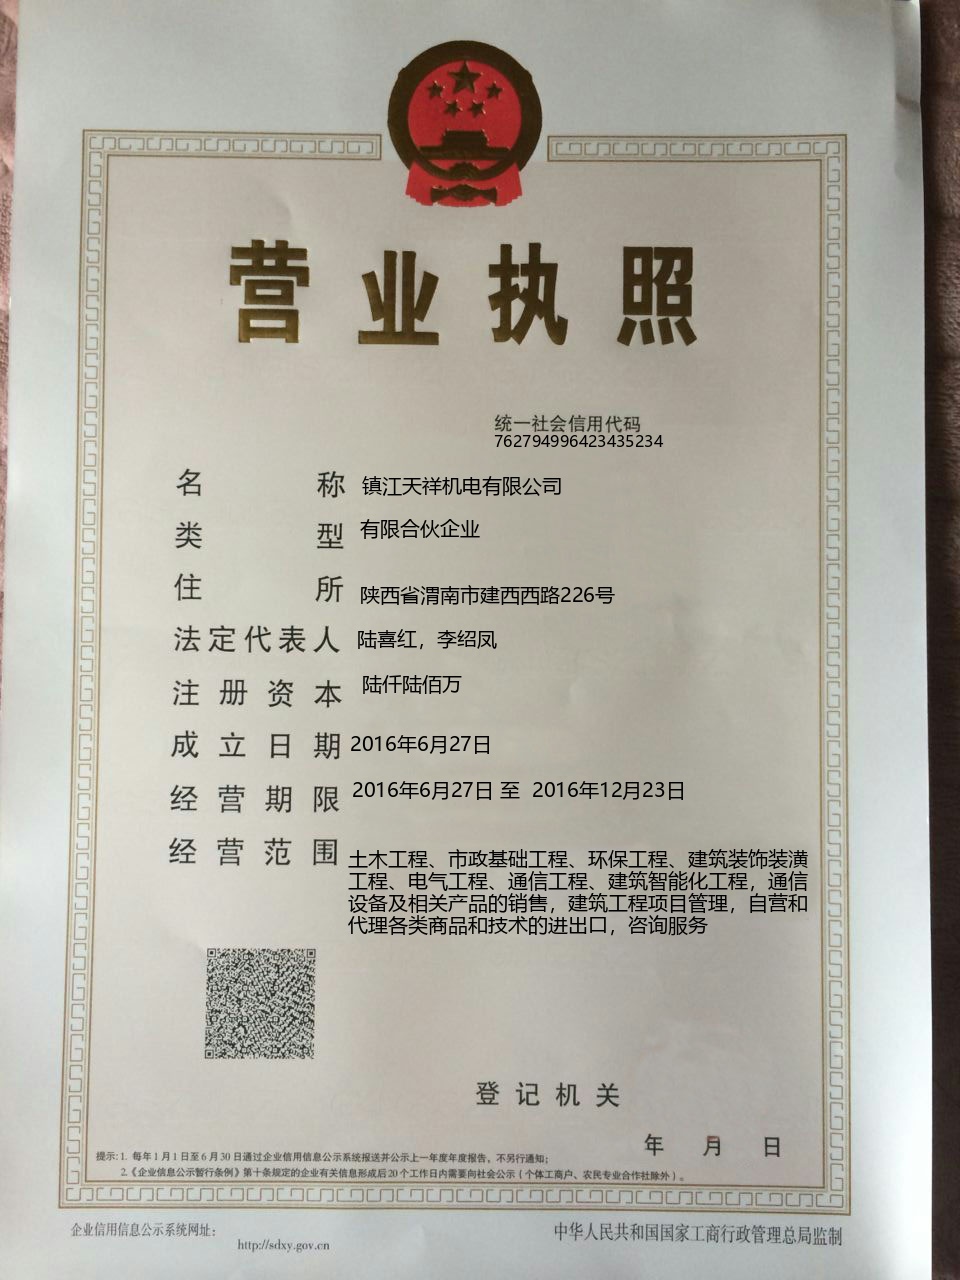 营业执照
统一社会信用代码
762794996423435234
名称 镇江天祥机电有限公司
类型 有限合伙企业
住所 陕西省渭南市建西西路226号
法定代表人 陆喜红，李绍凤
注册资本 陆仟陆佰万
成立日期 2016年6月27日
经营期限 2016年6月27日 至 2016年12月23日
经营范围 土木工程、市政基础工程、环保工程、建筑装饰装潢
工程、电气工程、通信工程、建筑智能化工程，通信
设备及相关产品的销售，建筑工程项目管理，自营和
代理各类商品和技术的进出口，咨询服务
登记机关
年 月 日
提示：1. 每年1月1日至6月30日通过企业信用信息公示系统报送并公示上一年度年度报告，不另行通知；
2.《企业信息公示暂行条例》第十条规定的企业有关信息形成后20个工作日内需要向社会公示（个体工商户、农民专业合作社除外）。
企业信用信息公示系统网址：
http://sdxy.gov.cn
中华人民共和国国家工商行政管理总局监制